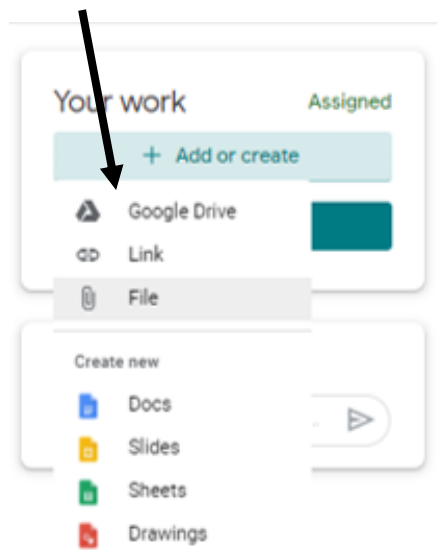 Your work
Assigned
+ Add or create
Google Drive
Link
File
Create new
Docs
Slides
Sheets
Drawings